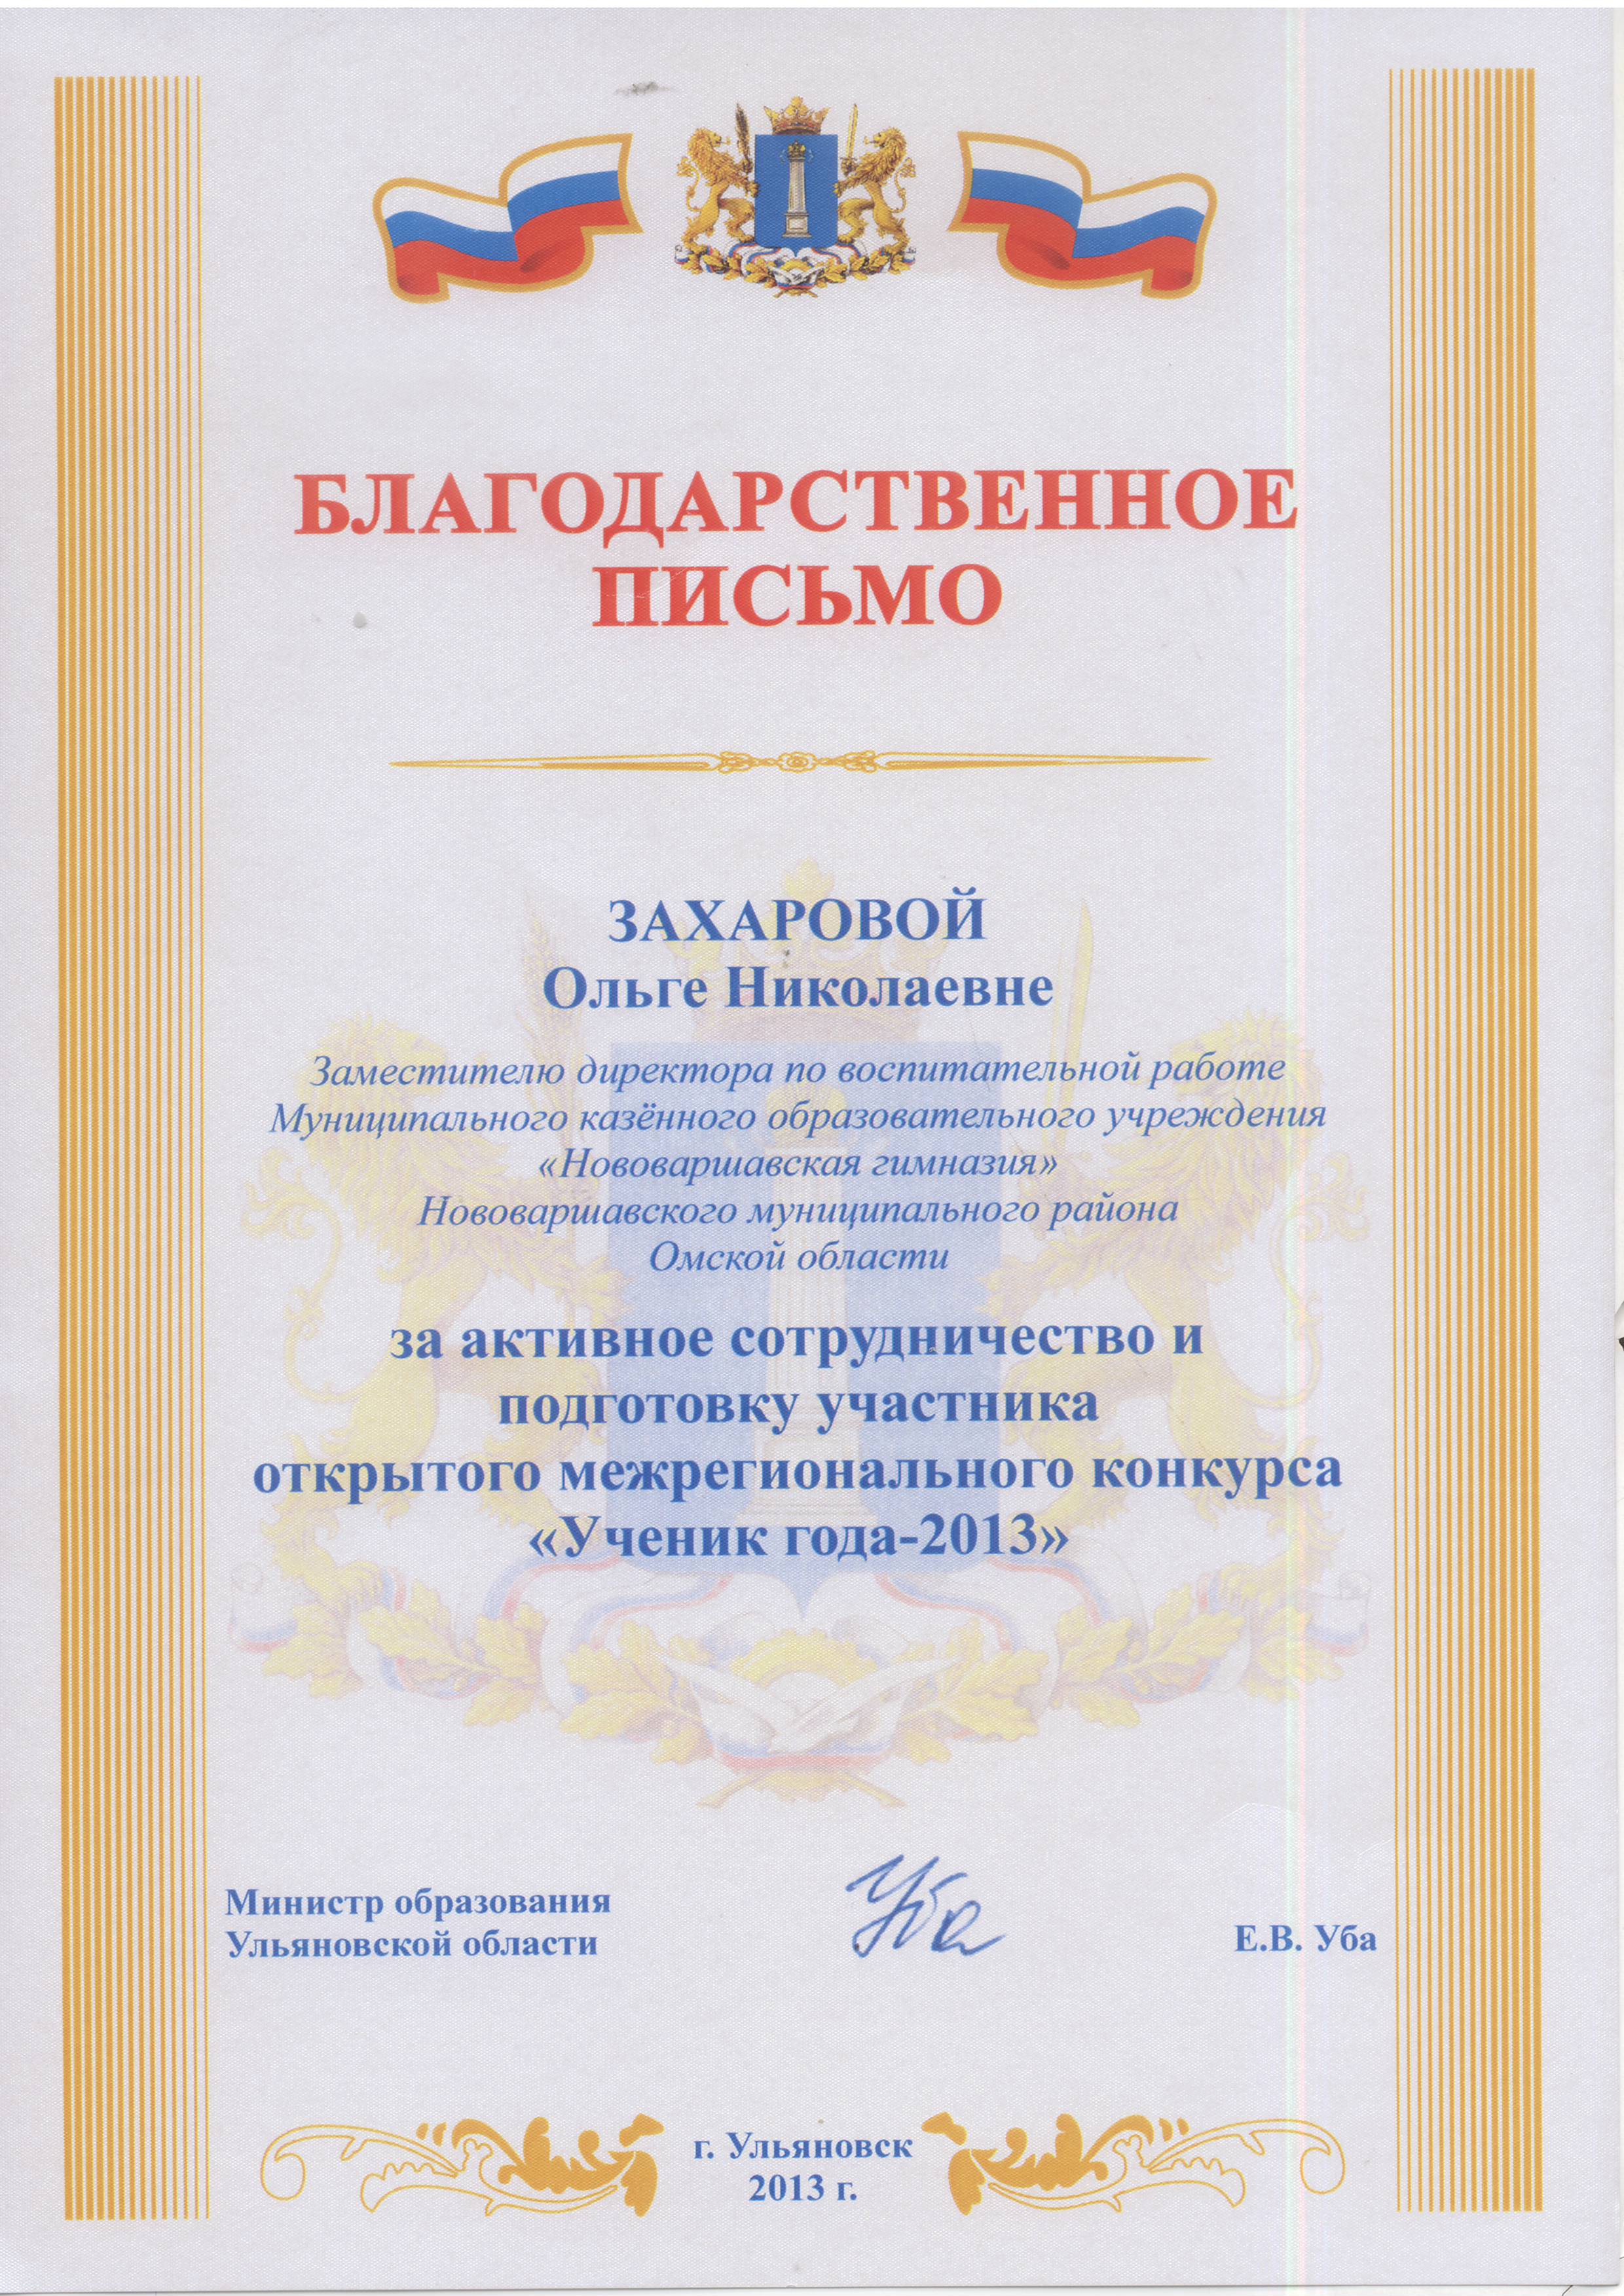 БЛАГОДАРСТВЕННОЕ
ПИСЬМО
ЗАХАРОВОЙ
Ольге Николаевне
Заместителю директора по воспитательной работе
Муниципального казённого образовательного учреждения
«Нововаршавская гимназия»
Нововаршавского муниципального района
Омской области
за активное сотрудничество и
подготовку участника
открытого межрегионального конкурса
«Ученик года-2013»
Министр образования
Ульяновской области
Уба
Е.В. Уба
г. Ульяновск
2013 г.